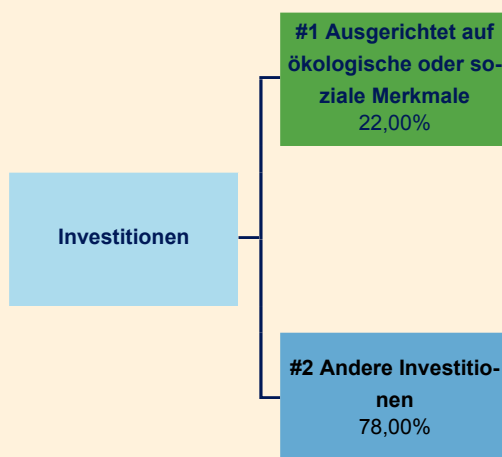 #1 Ausgerichtet auf
ökologische oder so-
ziale Merkmale
22,00%
Investitionen
#2 Andere Investitio-
nen
78,00%